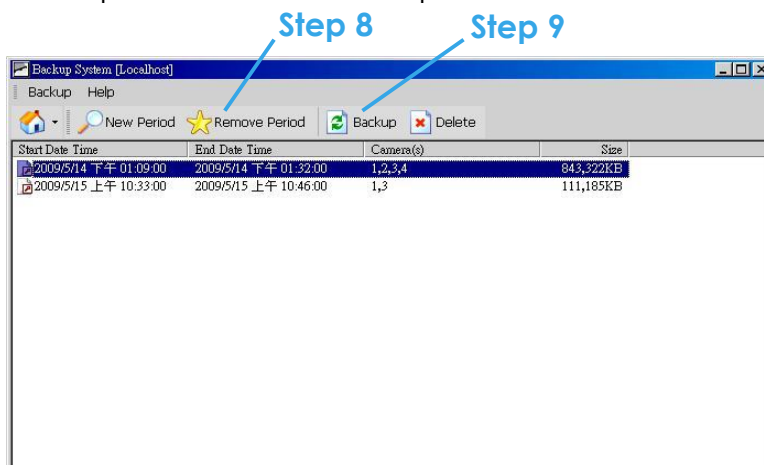 Step 8 Step 9
Backup System [Localhost]
Backup Help
New Period Remove Period Backup Delete
Start Date Time End Date Time Camera(s) Size
2009/5/14 下午 01:09:00 2009/5/14 下午 01:32:00 1,2,3,4 843,322KB
2009/5/15 上午 10:33:00 2009/5/15 上午 10:46:00 1,3 111,185KB